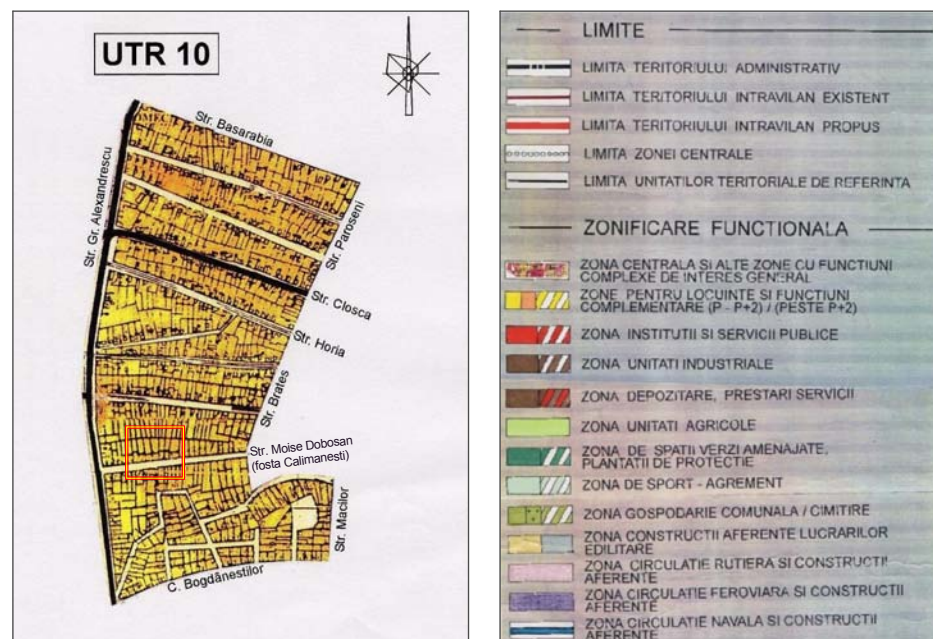 UTR 10
Str. Basarabia
Str. Gr. Alexandrescu
Str. Paroseni
Str. Closca
Str. Horia
Str. Brates
Str. Moise Dobosan
(fosta Calimanesti)
Str. Macilor
C. Bogdăneștilor
LIMITE
LIMITA TERITORIULUI ADMINISTRATIV
LIMITA TERITORIULUI INTRAVILAN EXISTENT
LIMITA TERITORIULUI INTRAVILAN PROPUS
LIMITA ZONEI CENTRALE
LIMITA UNITATILOR TERITORIALE DE REFERINTA
ZONIFICARE FUNCTIONALA
ZONA CENTRALA SI ALTE ZONE CU FUNCTIUNI
COMPLEXE DE INTERES GENERAL
ZONE PENTRU LOCUINTE SI FUNCTIUNI
COMPLEMENTARE (P - P+2) / (PESTE P+2)
ZONA INSTITUTII SI SERVICII PUBLICE
ZONA UNITATI INDUSTRIALE
ZONA DEPOZITARE, PRESTARI SERVICII
ZONA UNITATI AGRICOLE
ZONA DE SPATII VERZI AMENAJATE,
PLANTATII DE PROTECTIE
ZONA DE SPORT - AGREMENT
ZONA GOSPODARIE COMUNALA / CIMITIRE
ZONA CONSTRUCTII AFERENTE LUCRARILOR
EDILITARE
ZONA CIRCULATIE RUTIERA SI CONSTRUCTII
AFERENTE
ZONA CIRCULATIE FEROVIARA SI CONSTRUCTII
AFERENTE
ZONA CIRCULATIE NAVALA SI CONSTRUCTII
AFERENTE